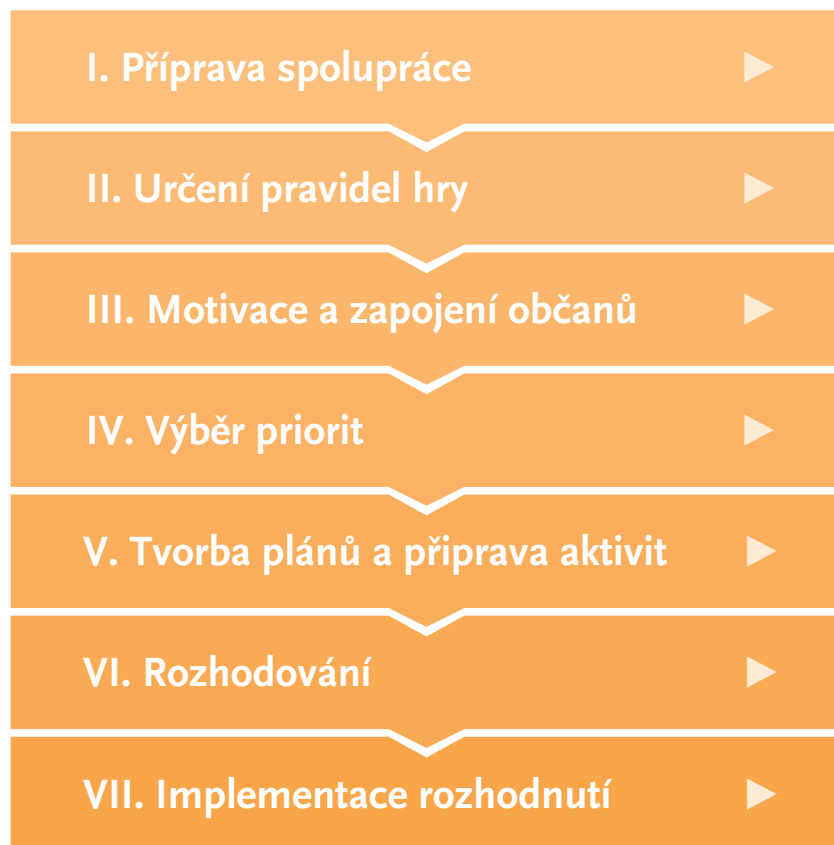 I. Příprava spolupráce
II. Určení pravidel hry
III. Motivace a zapojení občanů
IV. Výběr priorit
V. Tvorba plánů a připrava aktivit
VI. Rozhodování
VII. Implementace rozhodnutí